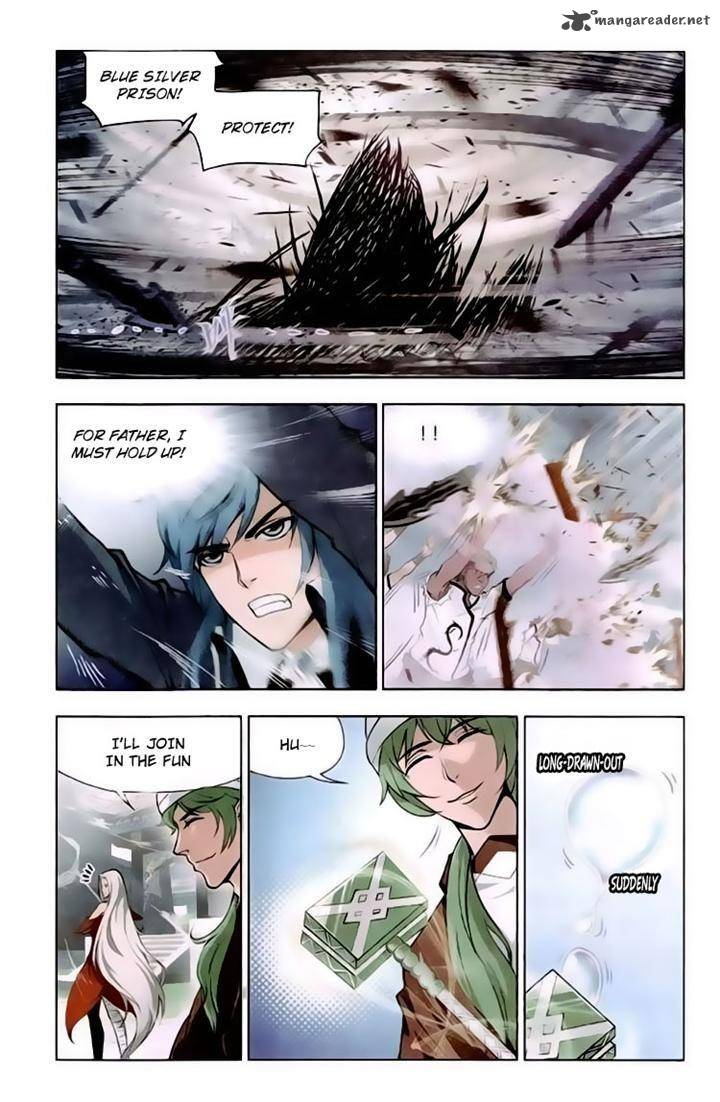 mangareader.net
BLUE SILVER
PRISON!
PROTECT!
FOR FATHER, I
MUST HOLD UP!
!!
I'LL JOIN
IN THE FUN
HU~~
LONG-DRAWN-OUT
SUDDENLY